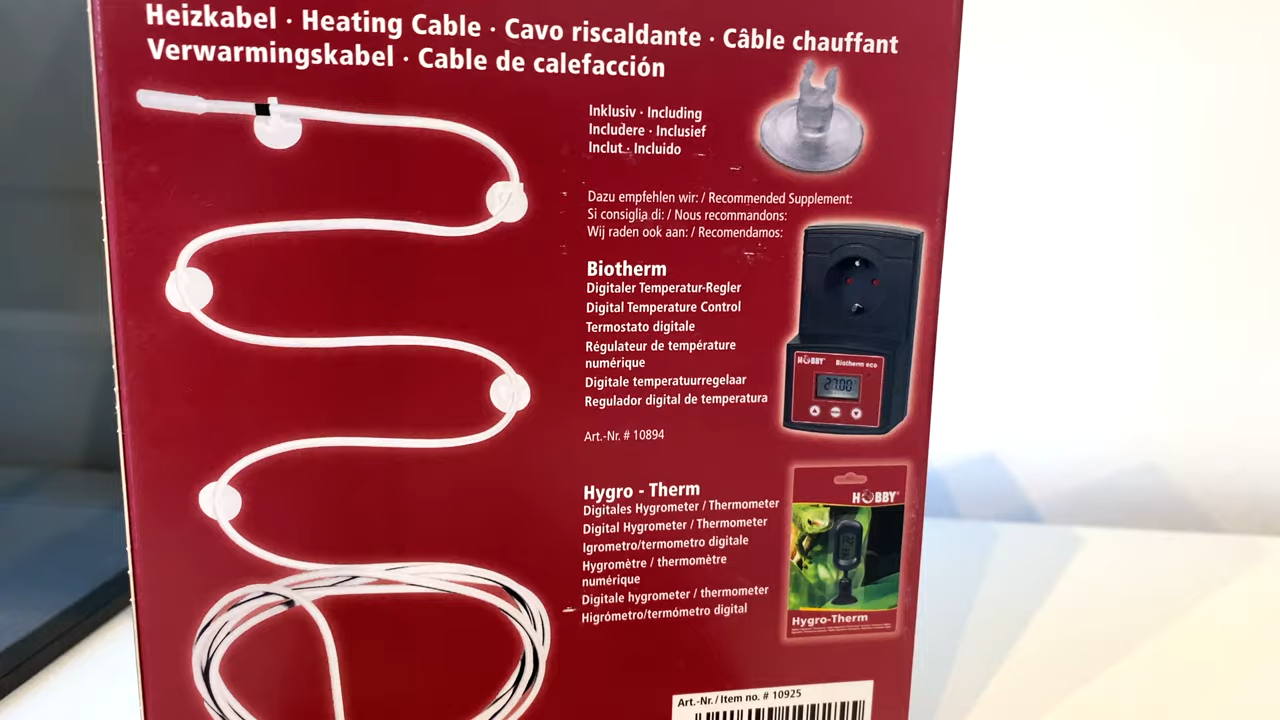 Heizkabel · Heating Cable · Cavo riscaldante · Câble chauffant
Verwarmingskabel · Cable de calefacción
Inklusiv · Including
Includere · Inclusief
Inclut · Incluido
Dazu empfehlen wir: / Recommended Supplement:
Si consiglia di: / Nous recommandons:
Wij raden ook aan: / Recomendamos:
Biotherm
Digitaler Temperatur-Regler
Digital Temperature Control
Termostato digitale
Régulateur de température
numérique
Digitale temperatuurregelaar
Regulador digital de temperatura
Art.-Nr. # 10894
HOBBY
Biotherm eco
27.00
Hygro - Therm
Digitales Hygrometer / Thermometer
Digital Hygrometer / Thermometer
Igrometro/termometro digitale
Hygromètre / thermomètre
numérique
Digitale hygrometer / thermometer
Higrómetro/termómetro digital
HOBBY
Hygro-Therm
Art.-Nr. / Item no. # 10925